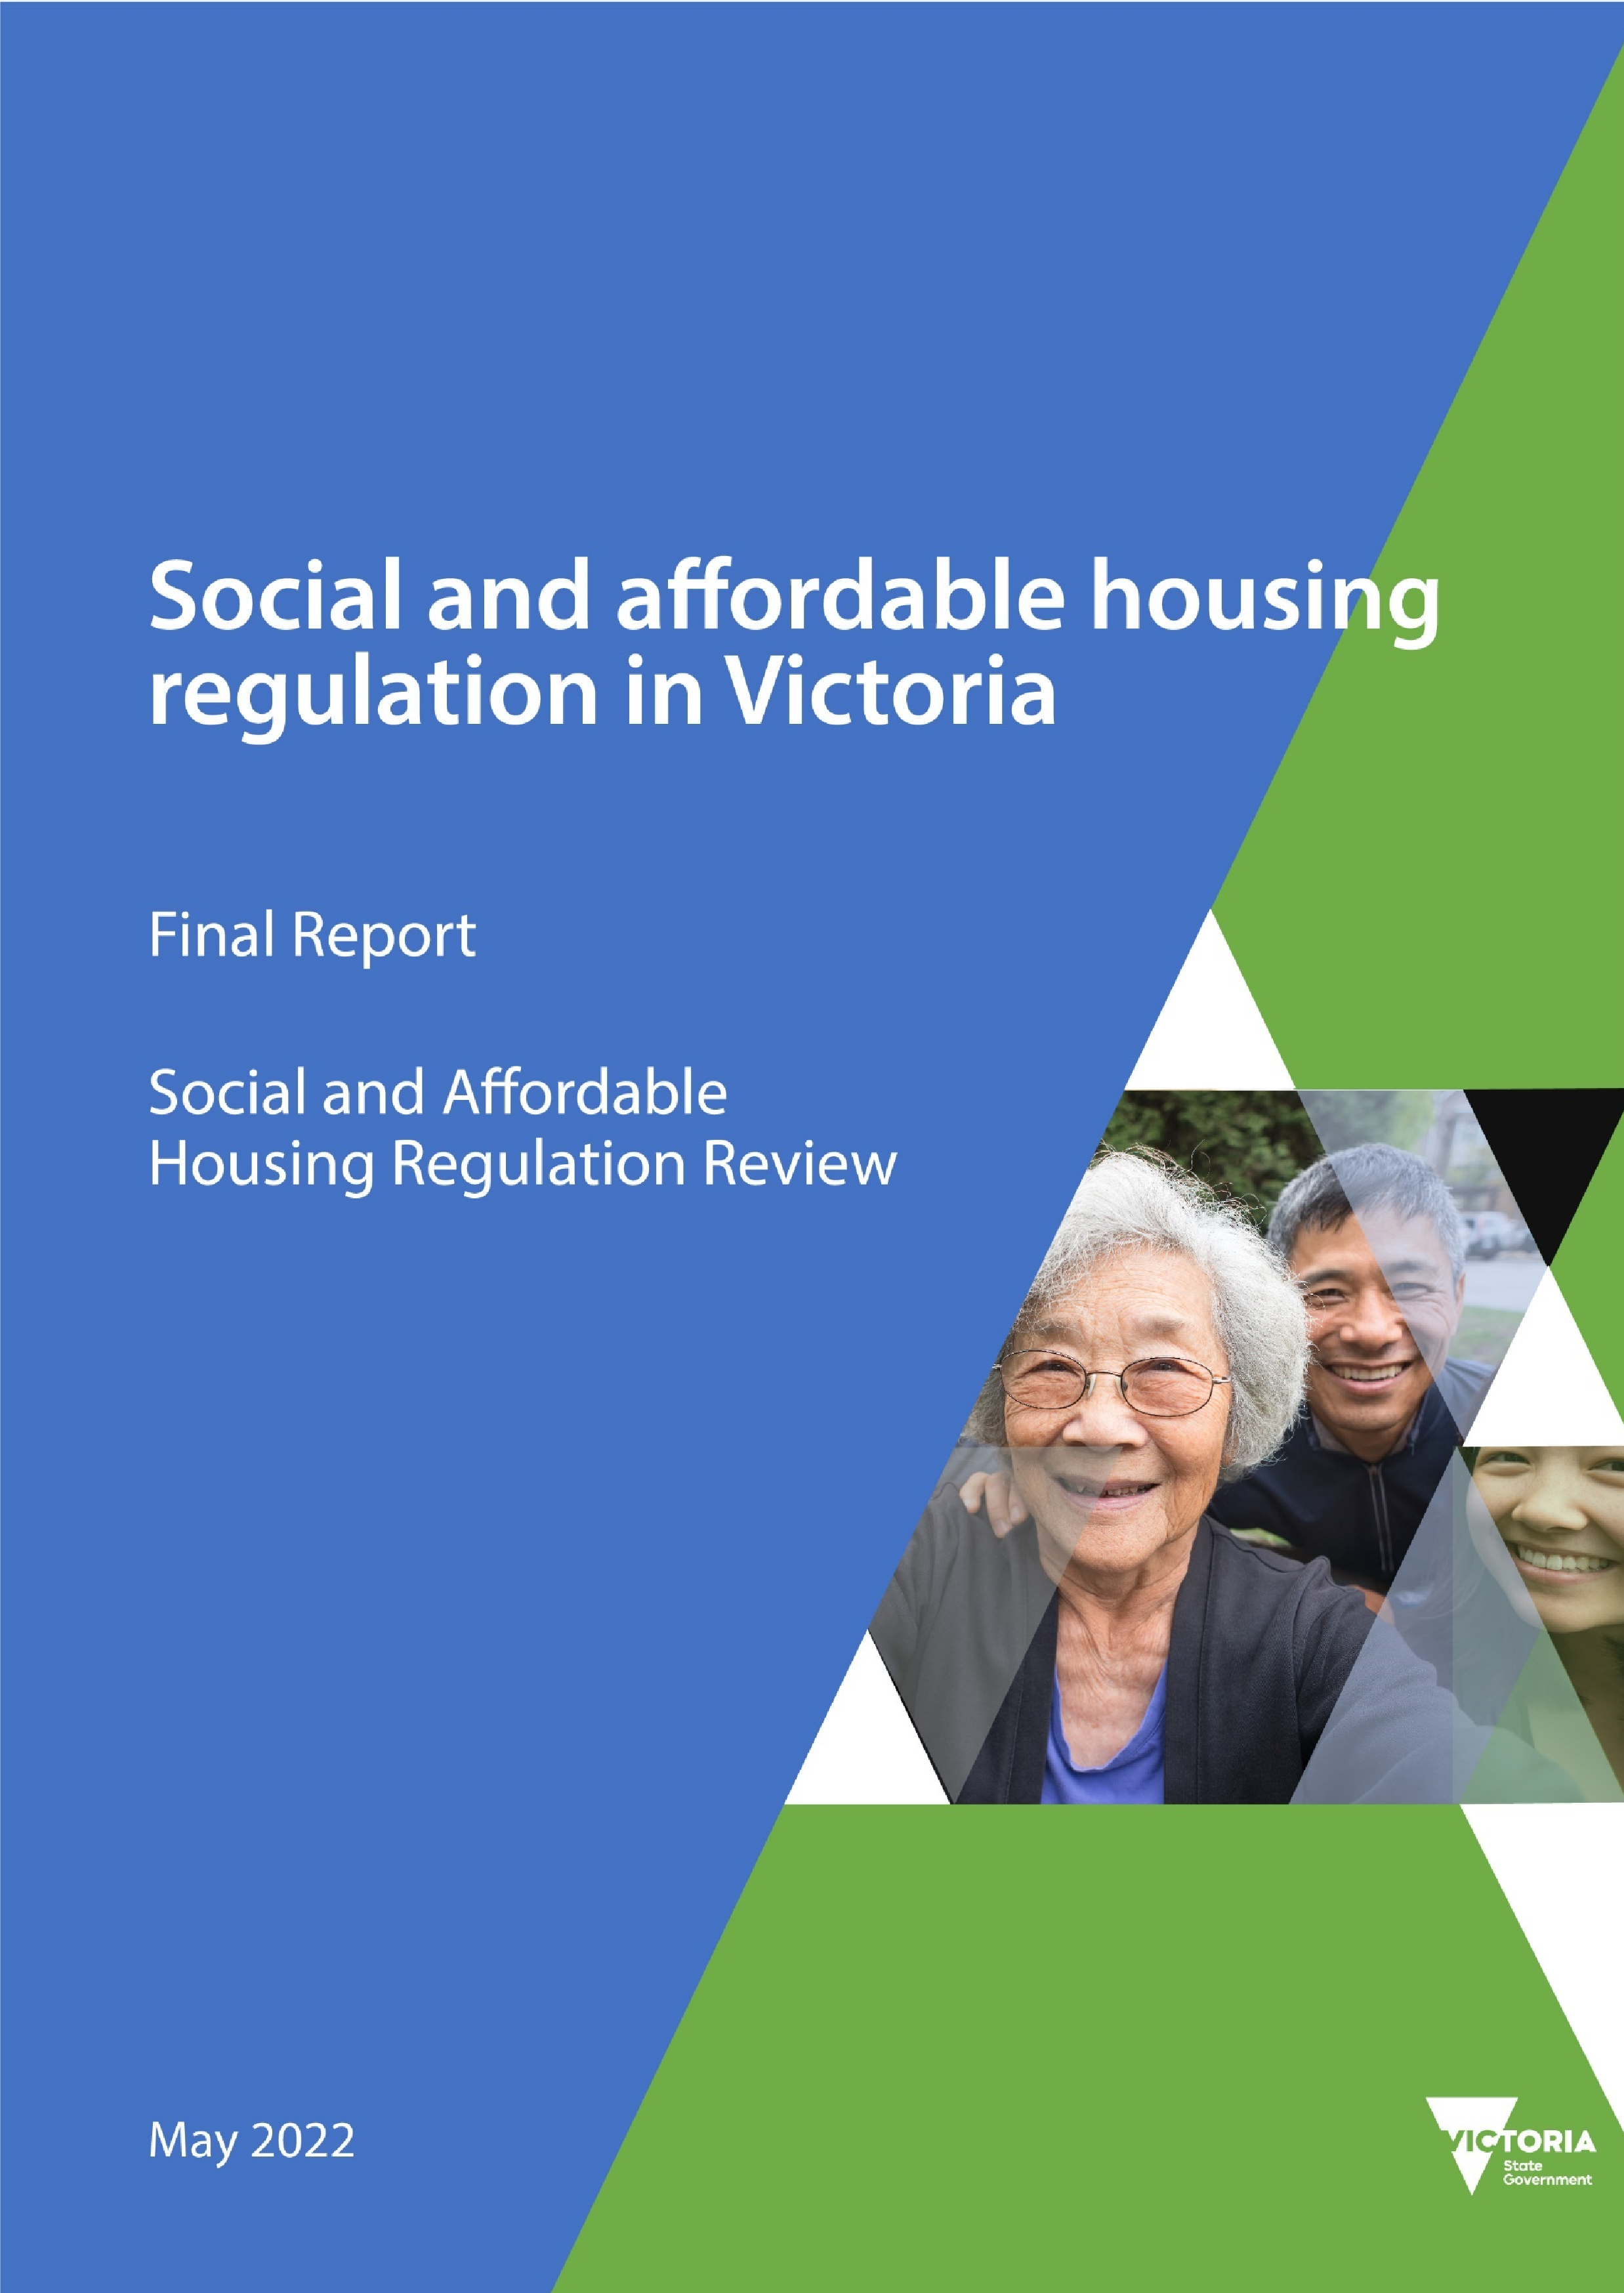 Social and affordable housing
regulation in Victoria
Final Report
Social and Affordable
Housing Regulation Review
May 2022
VICTORIA
State
Government